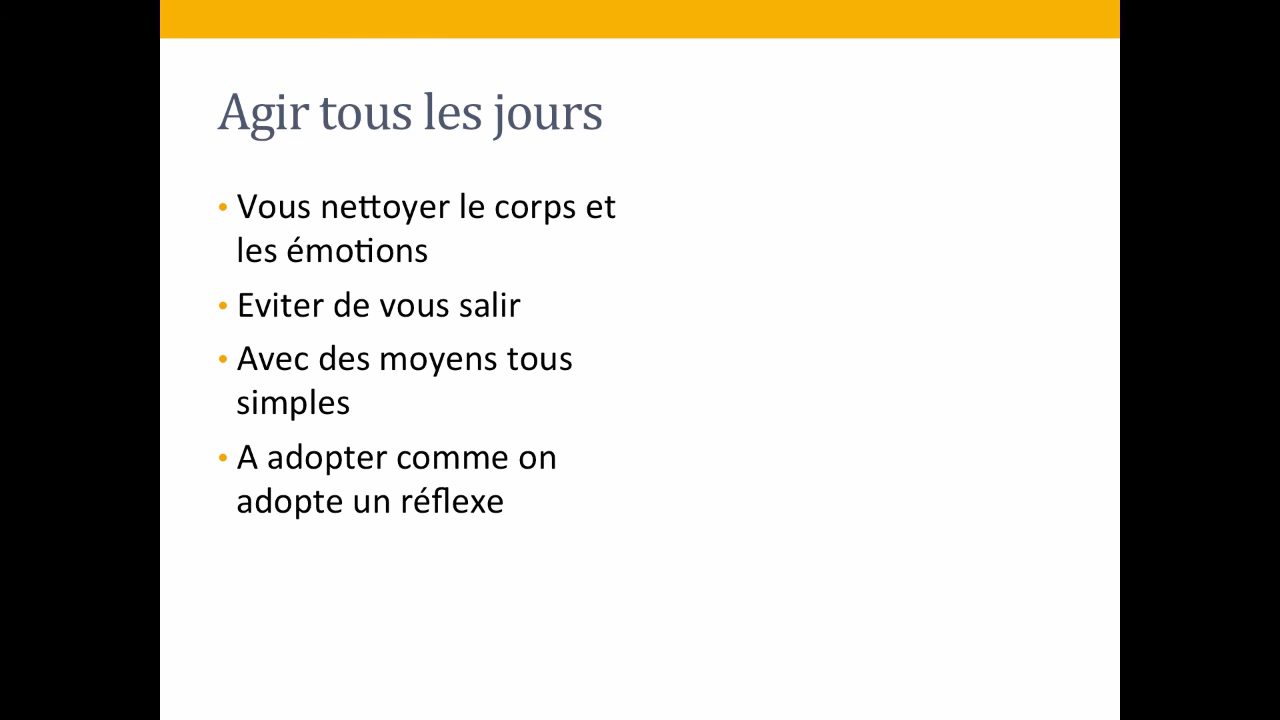 Agir tous les jours
• Vous nettoyer le corps et
les émotions
• Eviter de vous salir
• Avec des moyens tous
simples
• A adopter comme on
adopte un réflexe